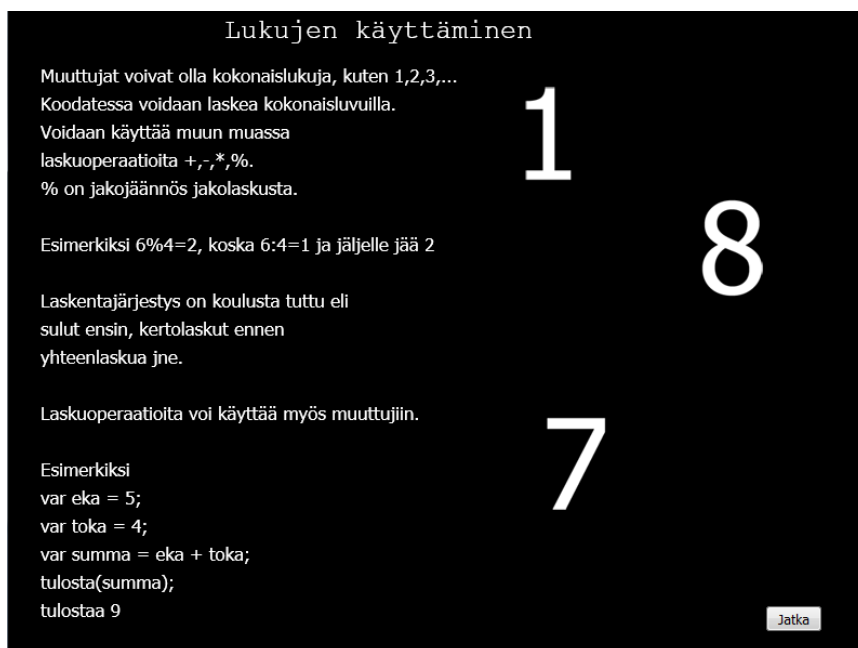 Lukujen käyttäminen
Muuttujat voivat olla kokonaislukuja, kuten 1,2,3,...
Koodatessa voidaan laskea kokonaisluvuilla.
Voidaan käyttää muun muassa
laskuoperaatioita +,-,*,%.
% on jakojäännös jakolaskusta.
Esimerkiksi 6%4=2, koska 6:4=1 ja jäljelle jää 2
Laskentajärjestys on koulusta tuttu eli
sulut ensin, kertolaskut ennen
yhteenlaskua jne.
Laskuoperaatioita voi käyttää myös muuttujiin.
Esimerkiksi
var eka = 5;
var toka = 4;
var summa = eka + toka;
tulosta(summa);
tulostaa 9
1
8
7
Jatka